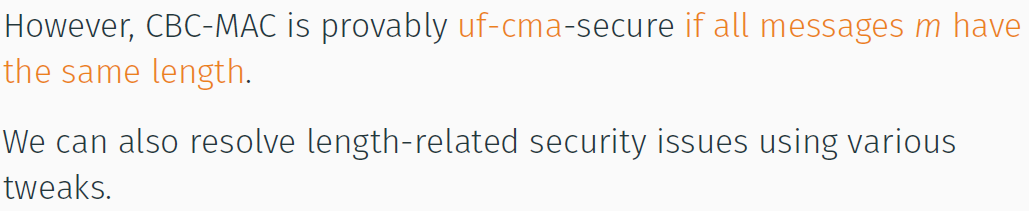 However, CBC-MAC is provably uf-cma-secure if all messages m have
the same length.
We can also resolve length-related security issues using various
tweaks.